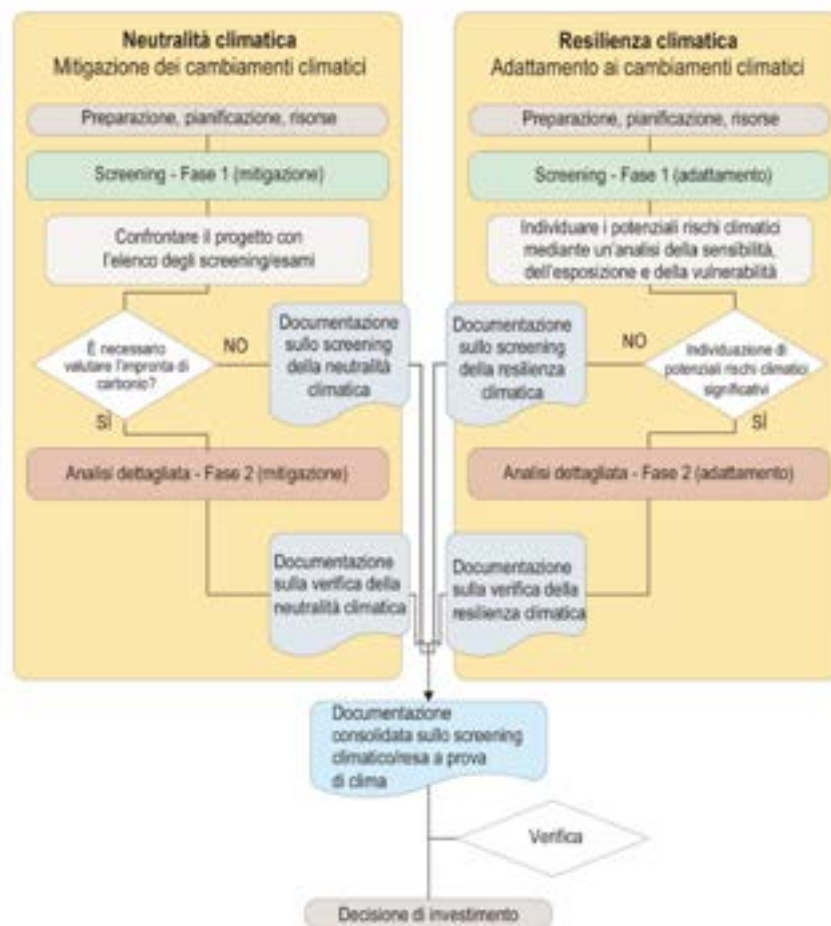 Neutralità climatica
Mitigazione dei cambiamenti climatici
Preparazione, pianificazione, risorse
Screening - Fase 1 (mitigazione)
Confrontare il progetto con
l'elenco degli screening/esami
È necessario
valutare l'impronta di
carbonio?
NO
Documentazione
sullo screening
della neutralità
climatica
SÌ
Analisi dettagliata - Fase 2 (mitigazione)
Documentazione
sulla verifica della
neutralità climatica
Resilienza climatica
Adattamento ai cambiamenti climatici
Preparazione, pianificazione, risorse
Screening - Fase 1 (adattamento)
Individuare i potenziali rischi climatici
mediante un'analisi della sensibilità,
dell'esposizione e della vulnerabilità
Documentazione
sullo screening
della resilienza
climatica
NO
Individuazione di
potenziali rischi climatici
significativi
SÌ
Analisi dettagliata - Fase 2 (adattamento)
Documentazione
sulla verifica della
resilienza climatica
Documentazione
consolidata sullo screening
climatico/resa a prova
di clima
Verifica
Decisione di investimento